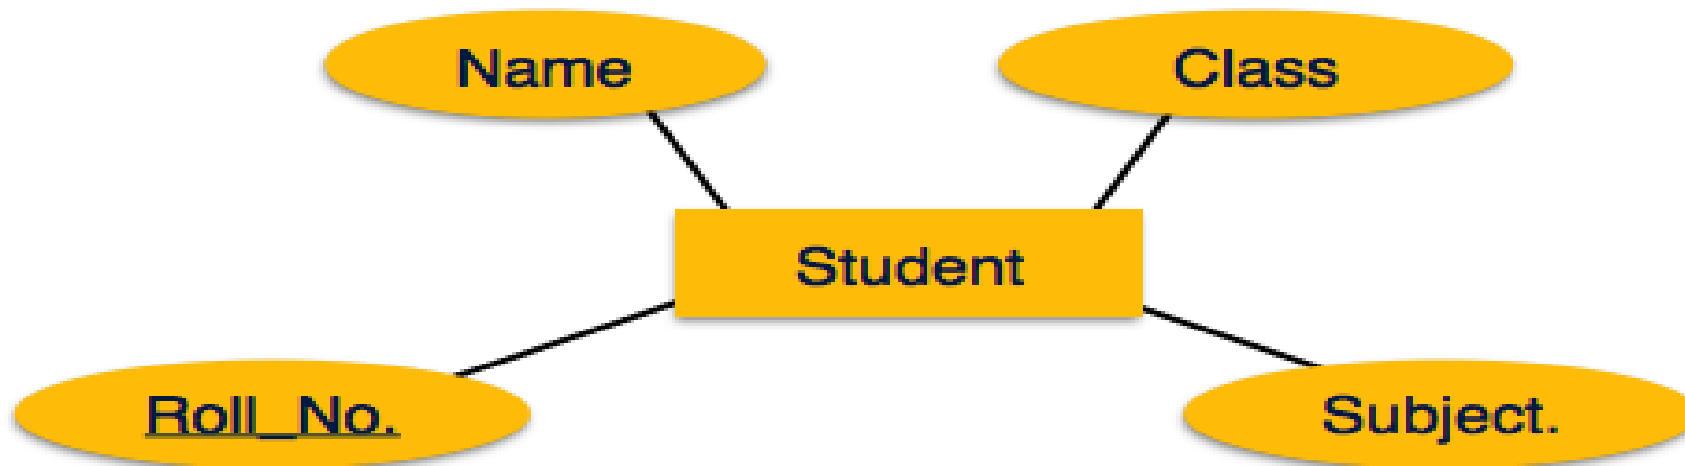 Name
Class
Student
Roll_No.
Subject.